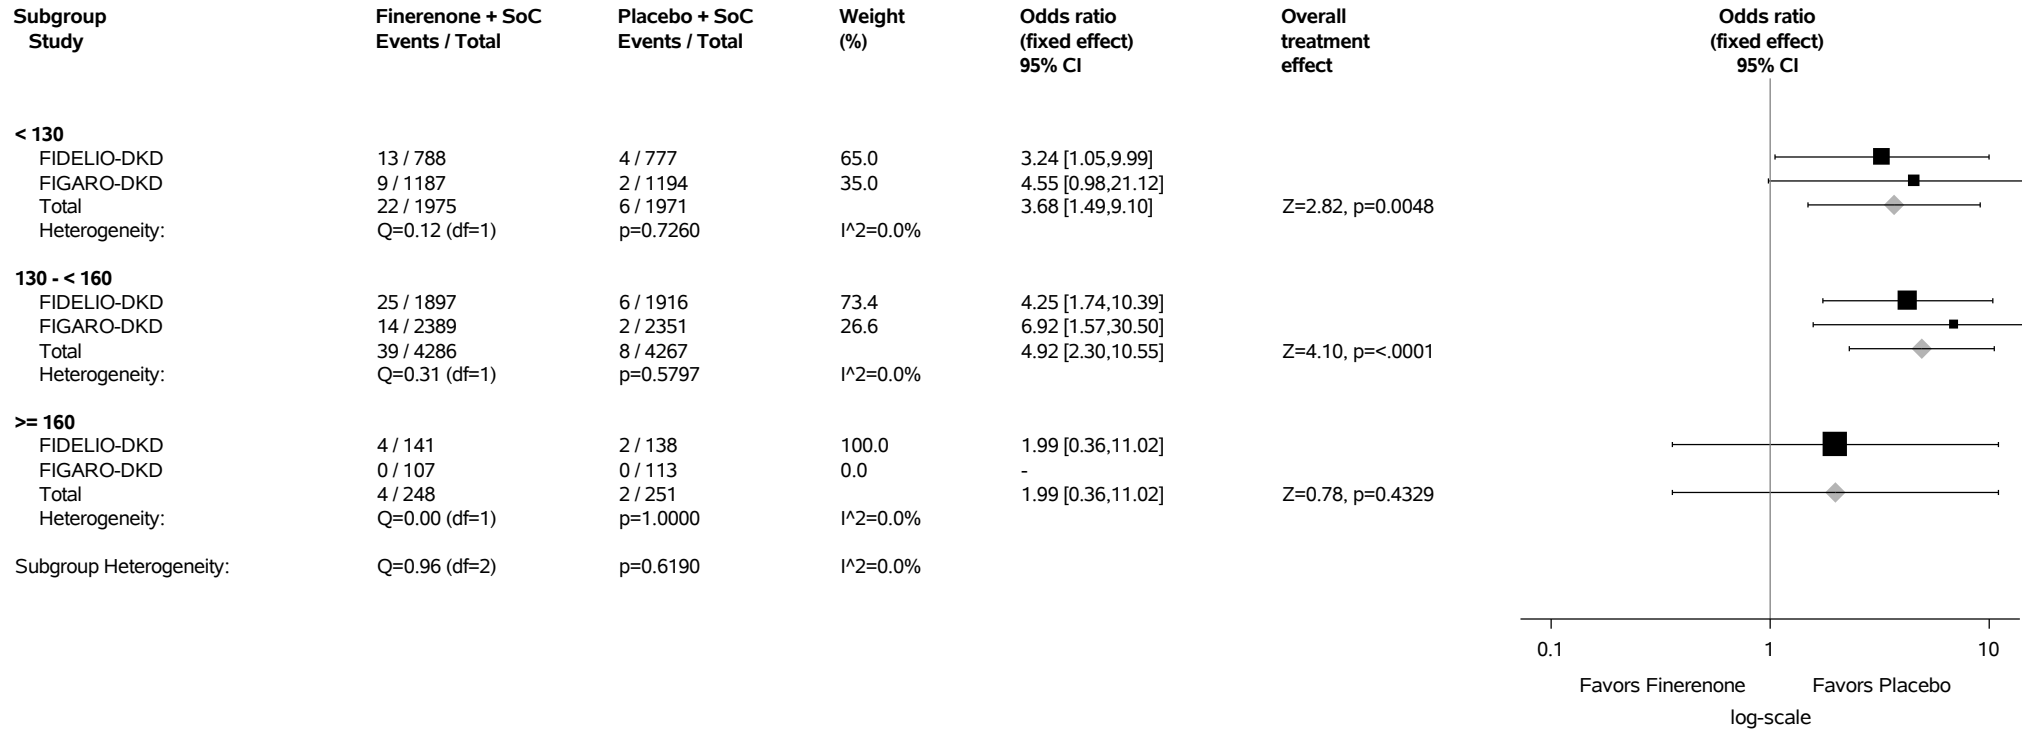 Subgroup Finerenone + SoC Placebo + SoC Weight Odds ratio Overall Odds ratio
Study Events / Total Events / Total (%) (fixed effect) treatment (fixed effect)
95% CI effect 95% CI
< 130
FIDELIO-DKD 13 / 788 4 / 777 65.0 3.24 [1.05,9.99]
FIGARO-DKD 9 / 1187 2 / 1194 35.0 4.55 [0.98,21.12]
Total 22 / 1975 6 / 1971 3.68 [1.49,9.10] Z=2.82, p=0.0048
Heterogeneity: Q=0.12 (df=1) p=0.7260 I^2=0.0%
130 - < 160
FIDELIO-DKD 25 / 1897 6 / 1916 73.4 4.25 [1.74,10.39]
FIGARO-DKD 14 / 2389 2 / 2351 26.6 6.92 [1.57,30.50]
Total 39 / 4286 8 / 4267 4.92 [2.30,10.55] Z=4.10, p=<.0001
Heterogeneity: Q=0.31 (df=1) p=0.5797 I^2=0.0%
>= 160
FIDELIO-DKD 4 / 141 2 / 138 100.0 1.99 [0.36,11.02]
FIGARO-DKD 0 / 107 0 / 113 0.0 -
Total 4 / 248 2 / 251 1.99 [0.36,11.02] Z=0.78, p=0.4329
Heterogeneity: Q=0.00 (df=1) p=1.0000 I^2=0.0%
Subgroup Heterogeneity: Q=0.96 (df=2) p=0.6190 I^2=0.0%
0.1 1 10
Favors Finerenone Favors Placebo
log-scale